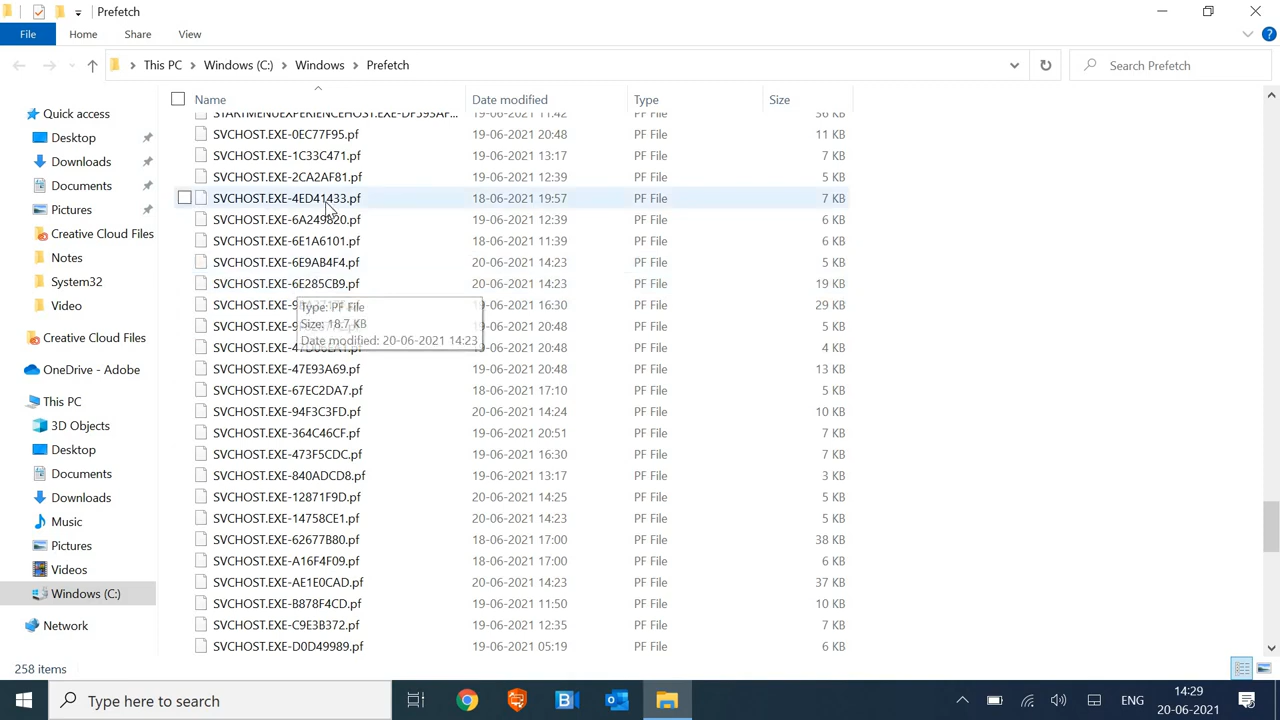 Prefetch
File Home Share View
This PC Windows (C:) Windows Prefetch
Search Prefetch
Name Date modified Type Size
Quick access
Desktop
Downloads
Documents
Pictures
Creative Cloud Files
Notes
System32
Video
Creative Cloud Files
OneDrive - Adobe
This PC
3D Objects
Desktop
Documents
Downloads
Music
Pictures
Videos
Windows (C:)
Network
19-06-2021 11:42 PF File 36 KB
SVCHOST.EXE-0EC77F95.pf 19-06-2021 20:48 PF File 11 KB
SVCHOST.EXE-1C33C471.pf 19-06-2021 13:17 PF File 7 KB
SVCHOST.EXE-2CA2AF81.pf 19-06-2021 12:39 PF File 5 KB
SVCHOST.EXE-4ED41433.pf 18-06-2021 19:57 PF File 7 KB
SVCHOST.EXE-6A249820.pf 19-06-2021 12:39 PF File 6 KB
SVCHOST.EXE-6E1A6101.pf 18-06-2021 11:39 PF File 6 KB
SVCHOST.EXE-6E9AB4F4.pf 20-06-2021 14:23 PF File 5 KB
SVCHOST.EXE-6E285CB9.pf 20-06-2021 14:23 PF File 19 KB
16:30 PF File 29 KB
20:48 PF File 5 KB
20:48 PF File 4 KB
Type: PF File
Size: 18.7 KB
Date modified: 20-06-2021 14:23
SVCHOST.EXE-47E93A69.pf 19-06-2021 20:48 PF File 13 KB
SVCHOST.EXE-67EC2DA7.pf 18-06-2021 17:10 PF File 5 KB
SVCHOST.EXE-94F3C3FD.pf 20-06-2021 14:24 PF File 10 KB
SVCHOST.EXE-364C46CF.pf 19-06-2021 20:51 PF File 7 KB
SVCHOST.EXE-473F5CDC.pf 19-06-2021 16:30 PF File 7 KB
SVCHOST.EXE-840ADCD8.pf 19-06-2021 13:17 PF File 3 KB
SVCHOST.EXE-12871F9D.pf 20-06-2021 14:25 PF File 5 KB
SVCHOST.EXE-14758CE1.pf 20-06-2021 14:23 PF File 5 KB
SVCHOST.EXE-62677B80.pf 18-06-2021 17:00 PF File 38 KB
SVCHOST.EXE-A16F4F09.pf 18-06-2021 17:00 PF File 6 KB
SVCHOST.EXE-AE1E0CAD.pf 20-06-2021 14:23 PF File 37 KB
SVCHOST.EXE-B878F4CD.pf 19-06-2021 11:50 PF File 10 KB
SVCHOST.EXE-C9E3B372.pf 19-06-2021 12:35 PF File 7 KB
SVCHOST.EXE-D0D49989.pf 19-06-2021 05:19 PF File 6 KB
258 items
Type here to search
ENG
14:29
20-06-2021